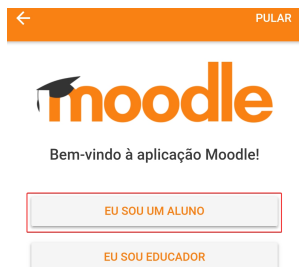 PULAR
moodle
Bem-vindo à aplicação Moodle!
EU SOU UM ALUNO
EU SOU EDUCADOR